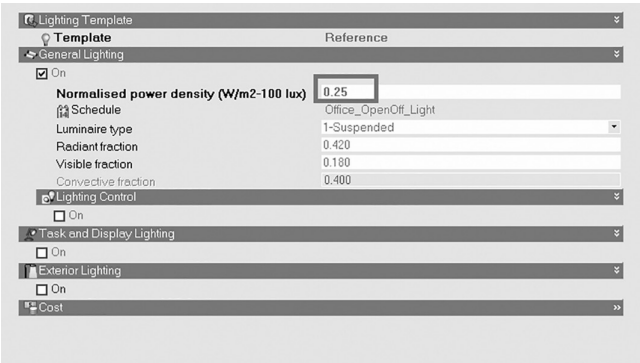 Lighting Template
Template Reference
General Lighting
On
Normalised power density (W/m2-100 lux) 0.25
Schedule Office_OpenOff_Light
Luminaire type 1-Suspended
Radiant fraction 0.420
Visible fraction 0.180
Convective fraction 0.400
Lighting Control
On
Task and Display Lighting
On
Exterior Lighting
On
Cost